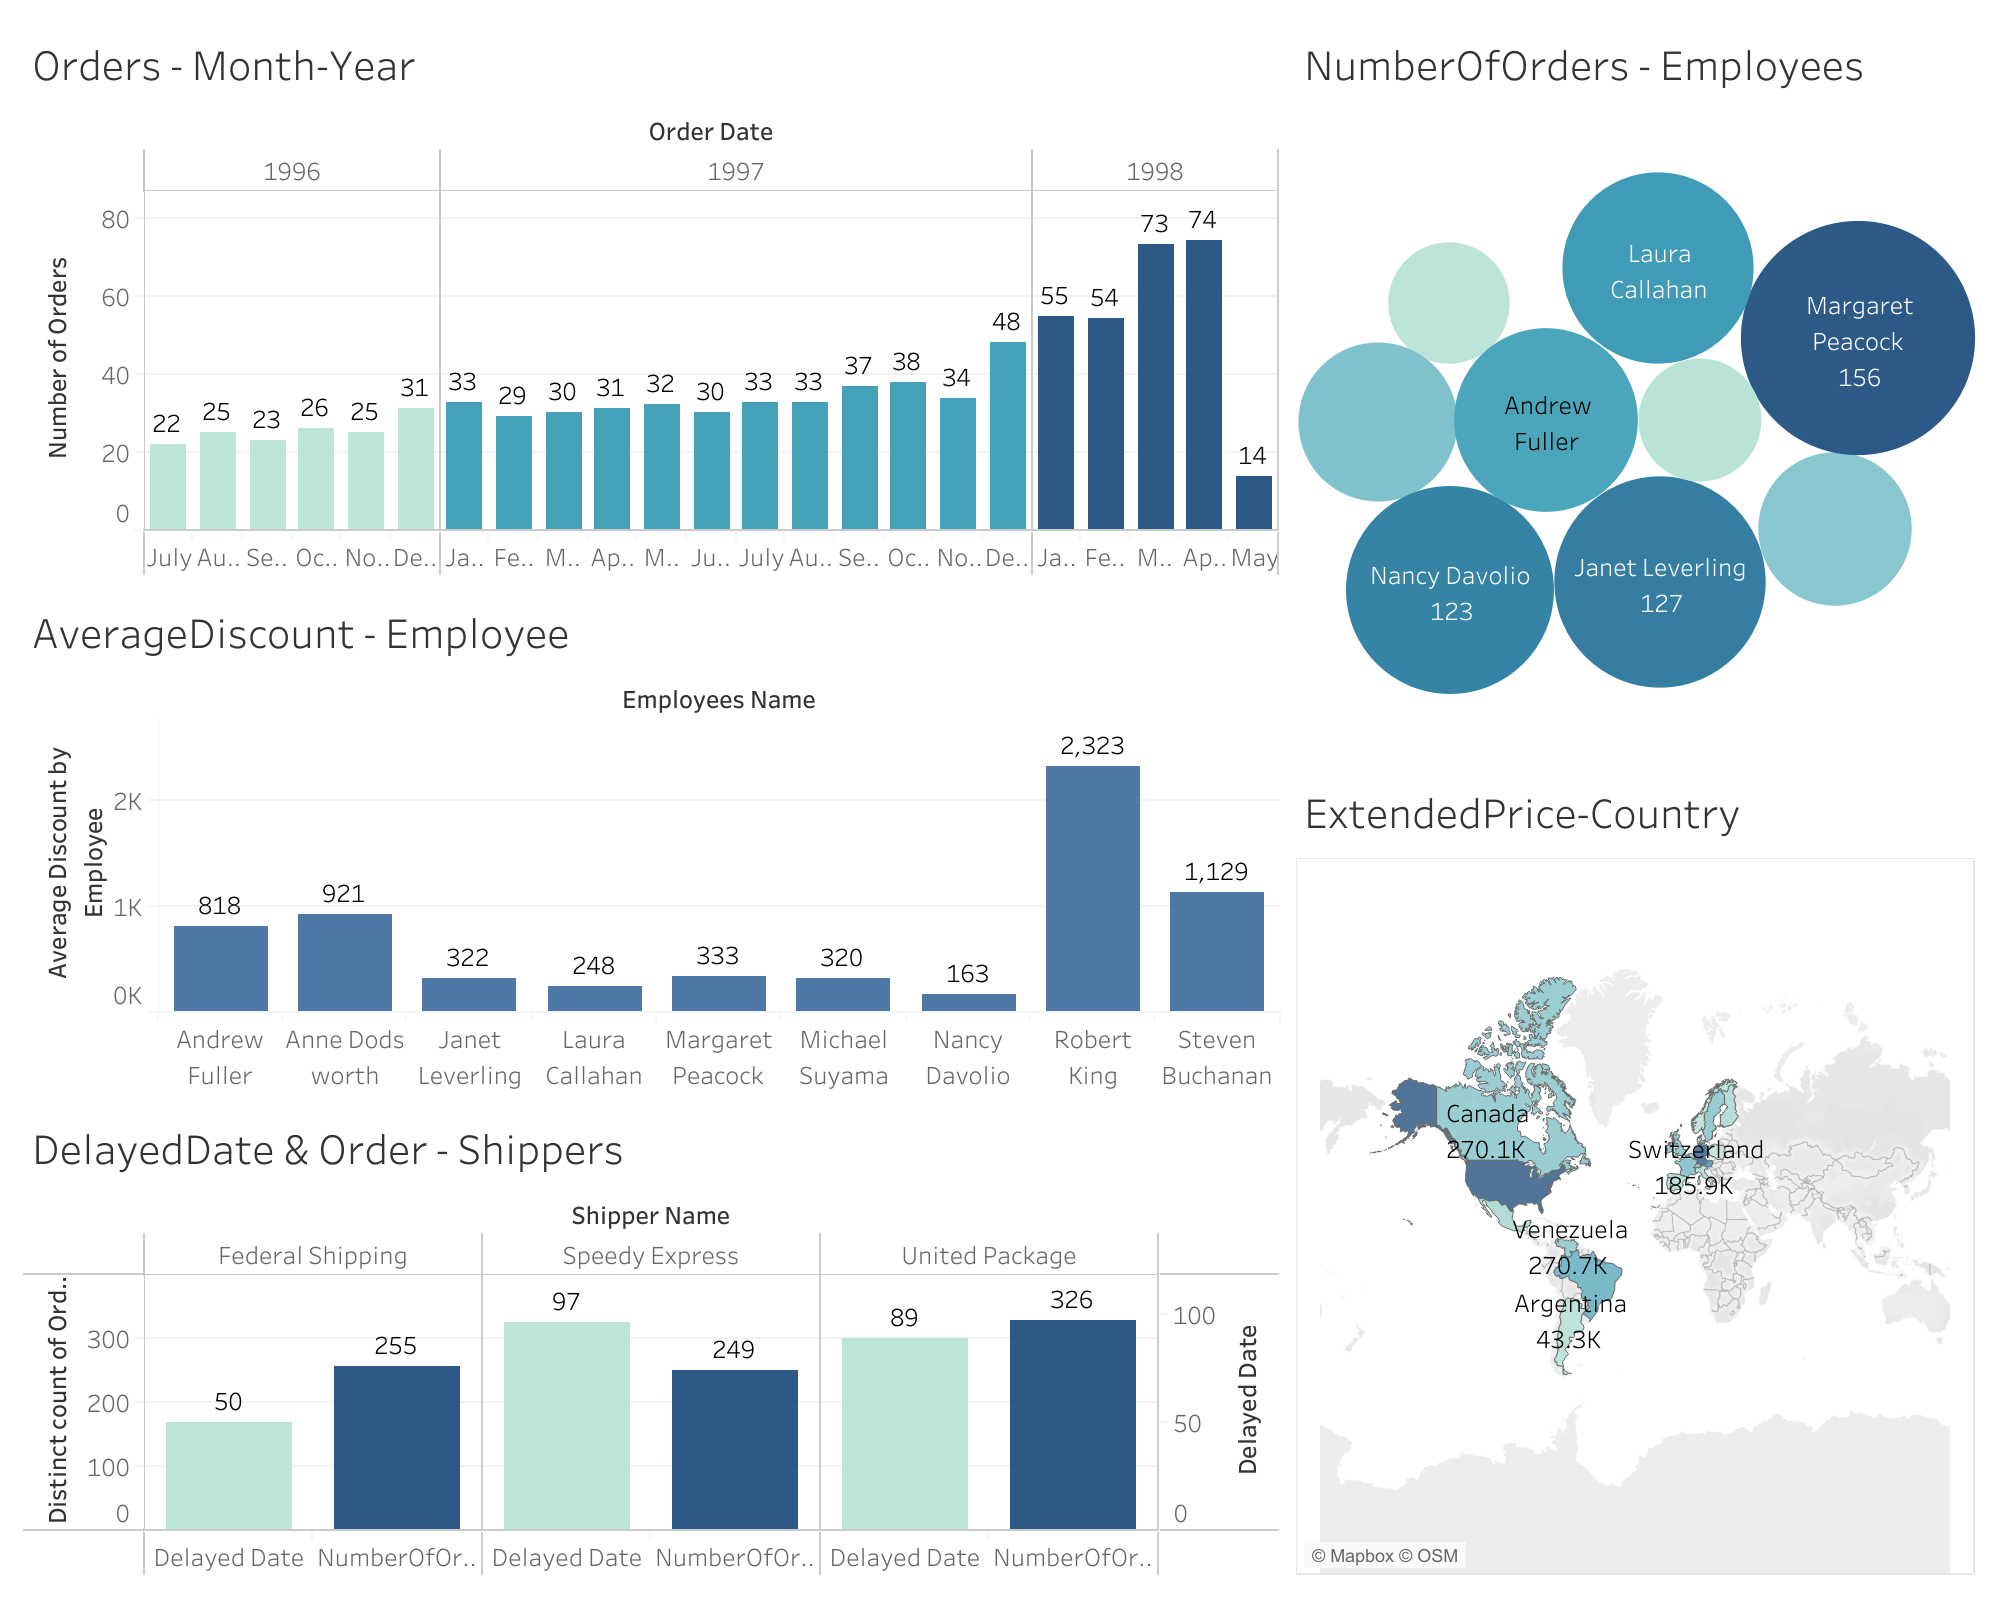 Orders - Month-Year
Order Date
1996
1997
1998
Number of Orders
80
60
40
20
0
22
25
23
26
25
31
33
29
30
31
32
30
33
33
37
38
34
48
55
54
73
74
14
July Au.. Se.. Oc.. No.. De.. Ja.. Fe.. M.. Ap.. M.. Ju.. July Au.. Se.. Oc.. No.. De.. Ja.. Fe.. M.. Ap.. May
AverageDiscount - Employee
Employees Name
Average Discount by
Employee
2K
1K
0K
818
921
322
248
333
320
163
2,323
1,129
Andrew
Fuller
Anne Dods
worth
Janet
Leverling
Laura
Callahan
Margaret
Peacock
Michael
Suyama
Nancy
Davolio
Robert
King
Steven
Buchanan
DelayedDate & Order - Shippers
Shipper Name
Federal Shipping
Speedy Express
United Package
Distinct count of Ord..
300
200
100
0
50
255
97
249
89
326
100
50
0
Delayed Date
Delayed Date NumberOfOr.. Delayed Date NumberOfOr.. Delayed Date NumberOfOr..
NumberOfOrders - Employees
Laura
Callahan
Margaret
Peacock
156
Andrew
Fuller
Nancy Davolio
123
Janet Leverling
127
ExtendedPrice-Country
Canada
270.1K
Switzerland
185.9K
Venezuela
270.7K
Argentina
43.3K
© Mapbox © OSM